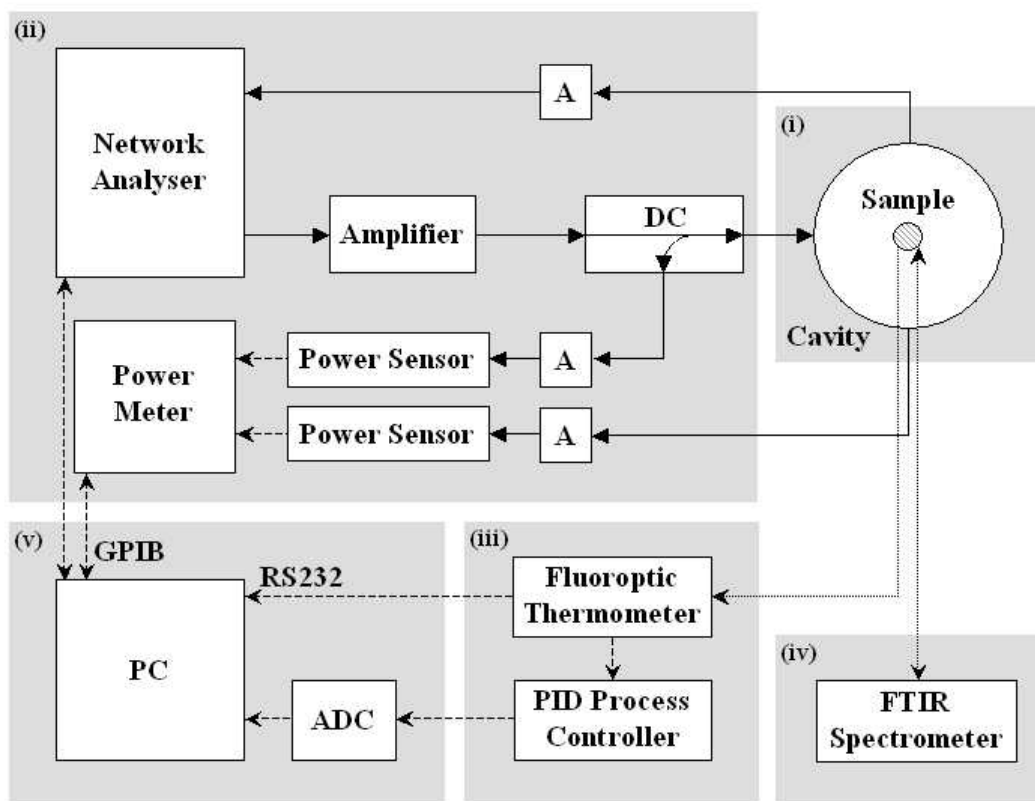 (ii)
Network
Analyser
A
Amplifier
DC
(i)
Sample
Cavity
Power
Meter
Power Sensor
A
Power Sensor
A
(v)
GPIB
RS232
PC
ADC
(iii)
Fluoroptic
Thermometer
PID Process
Controller
(iv)
FTIR
Spectrometer